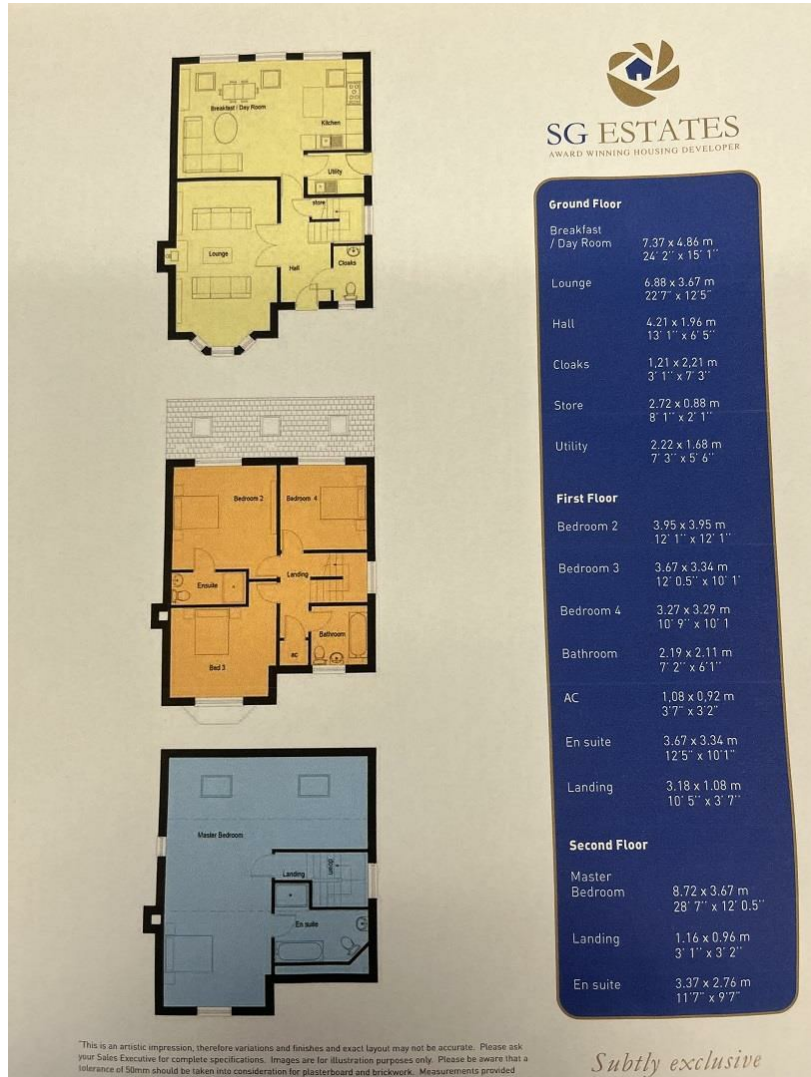 SG ESTATES
AWARD WINNING HOUSING DEVELOPER
Breakfast / Day Room
Kitchen
Utility
store
Lounge
Hall
Cloaks
Bedroom 2
Bedroom 4
Landing
Ensuite
Bathroom
Bed 3
ac
Master Bedroom
Landing
down
En suite
Ground Floor
Breakfast
/ Day Room 7.37 x 4.86 m
24' 2'' x 15' 1''
Lounge 6.88 x 3.67 m
22'7" x 12'5"
Hall 4.21 x 1.96 m
13' 1'' x 6' 5''
Cloaks 1,21 x 2,21 m
3' 1'' x 7' 3''
Store 2.72 x 0.88 m
8' 1'' x 2' 1''
Utility 2.22 x 1.68 m
7' 3'' x 5' 6''
First Floor
Bedroom 2 3.95 x 3.95 m
12' 1'' x 12' 1''
Bedroom 3 3.67 x 3.34 m
12' 0.5'' x 10' 1'
Bedroom 4 3.27 x 3.29 m
10' 9'' x 10' 1
Bathroom 2.19 x 2.11 m
7' 2'' x 6'1''
AC 1,08 x 0,92 m
3'7" x 3'2"
En suite 3.67 x 3.34 m
12'5" x 10'1"
Landing 3.18 x 1.08 m
10' 5'' x 3' 7''
Second Floor
Master
Bedroom 8.72 x 3.67 m
28' 7'' x 12' 0.5''
Landing 1.16 x 0.96 m
3' 1'' x 3' 2''
En suite 3.37 x 2.76 m
11'7" x 9'7"
"This is an artistic impression, therefore variations and finishes and exact layout may not be accurate. Please ask
your Sales Executive for complete specifications. Images are for illustration purposes only. Please be aware that a
tolerance of 50mm should be taken into consideration for plasterboard and brickwork. Measurements provided
Subtly exclusive